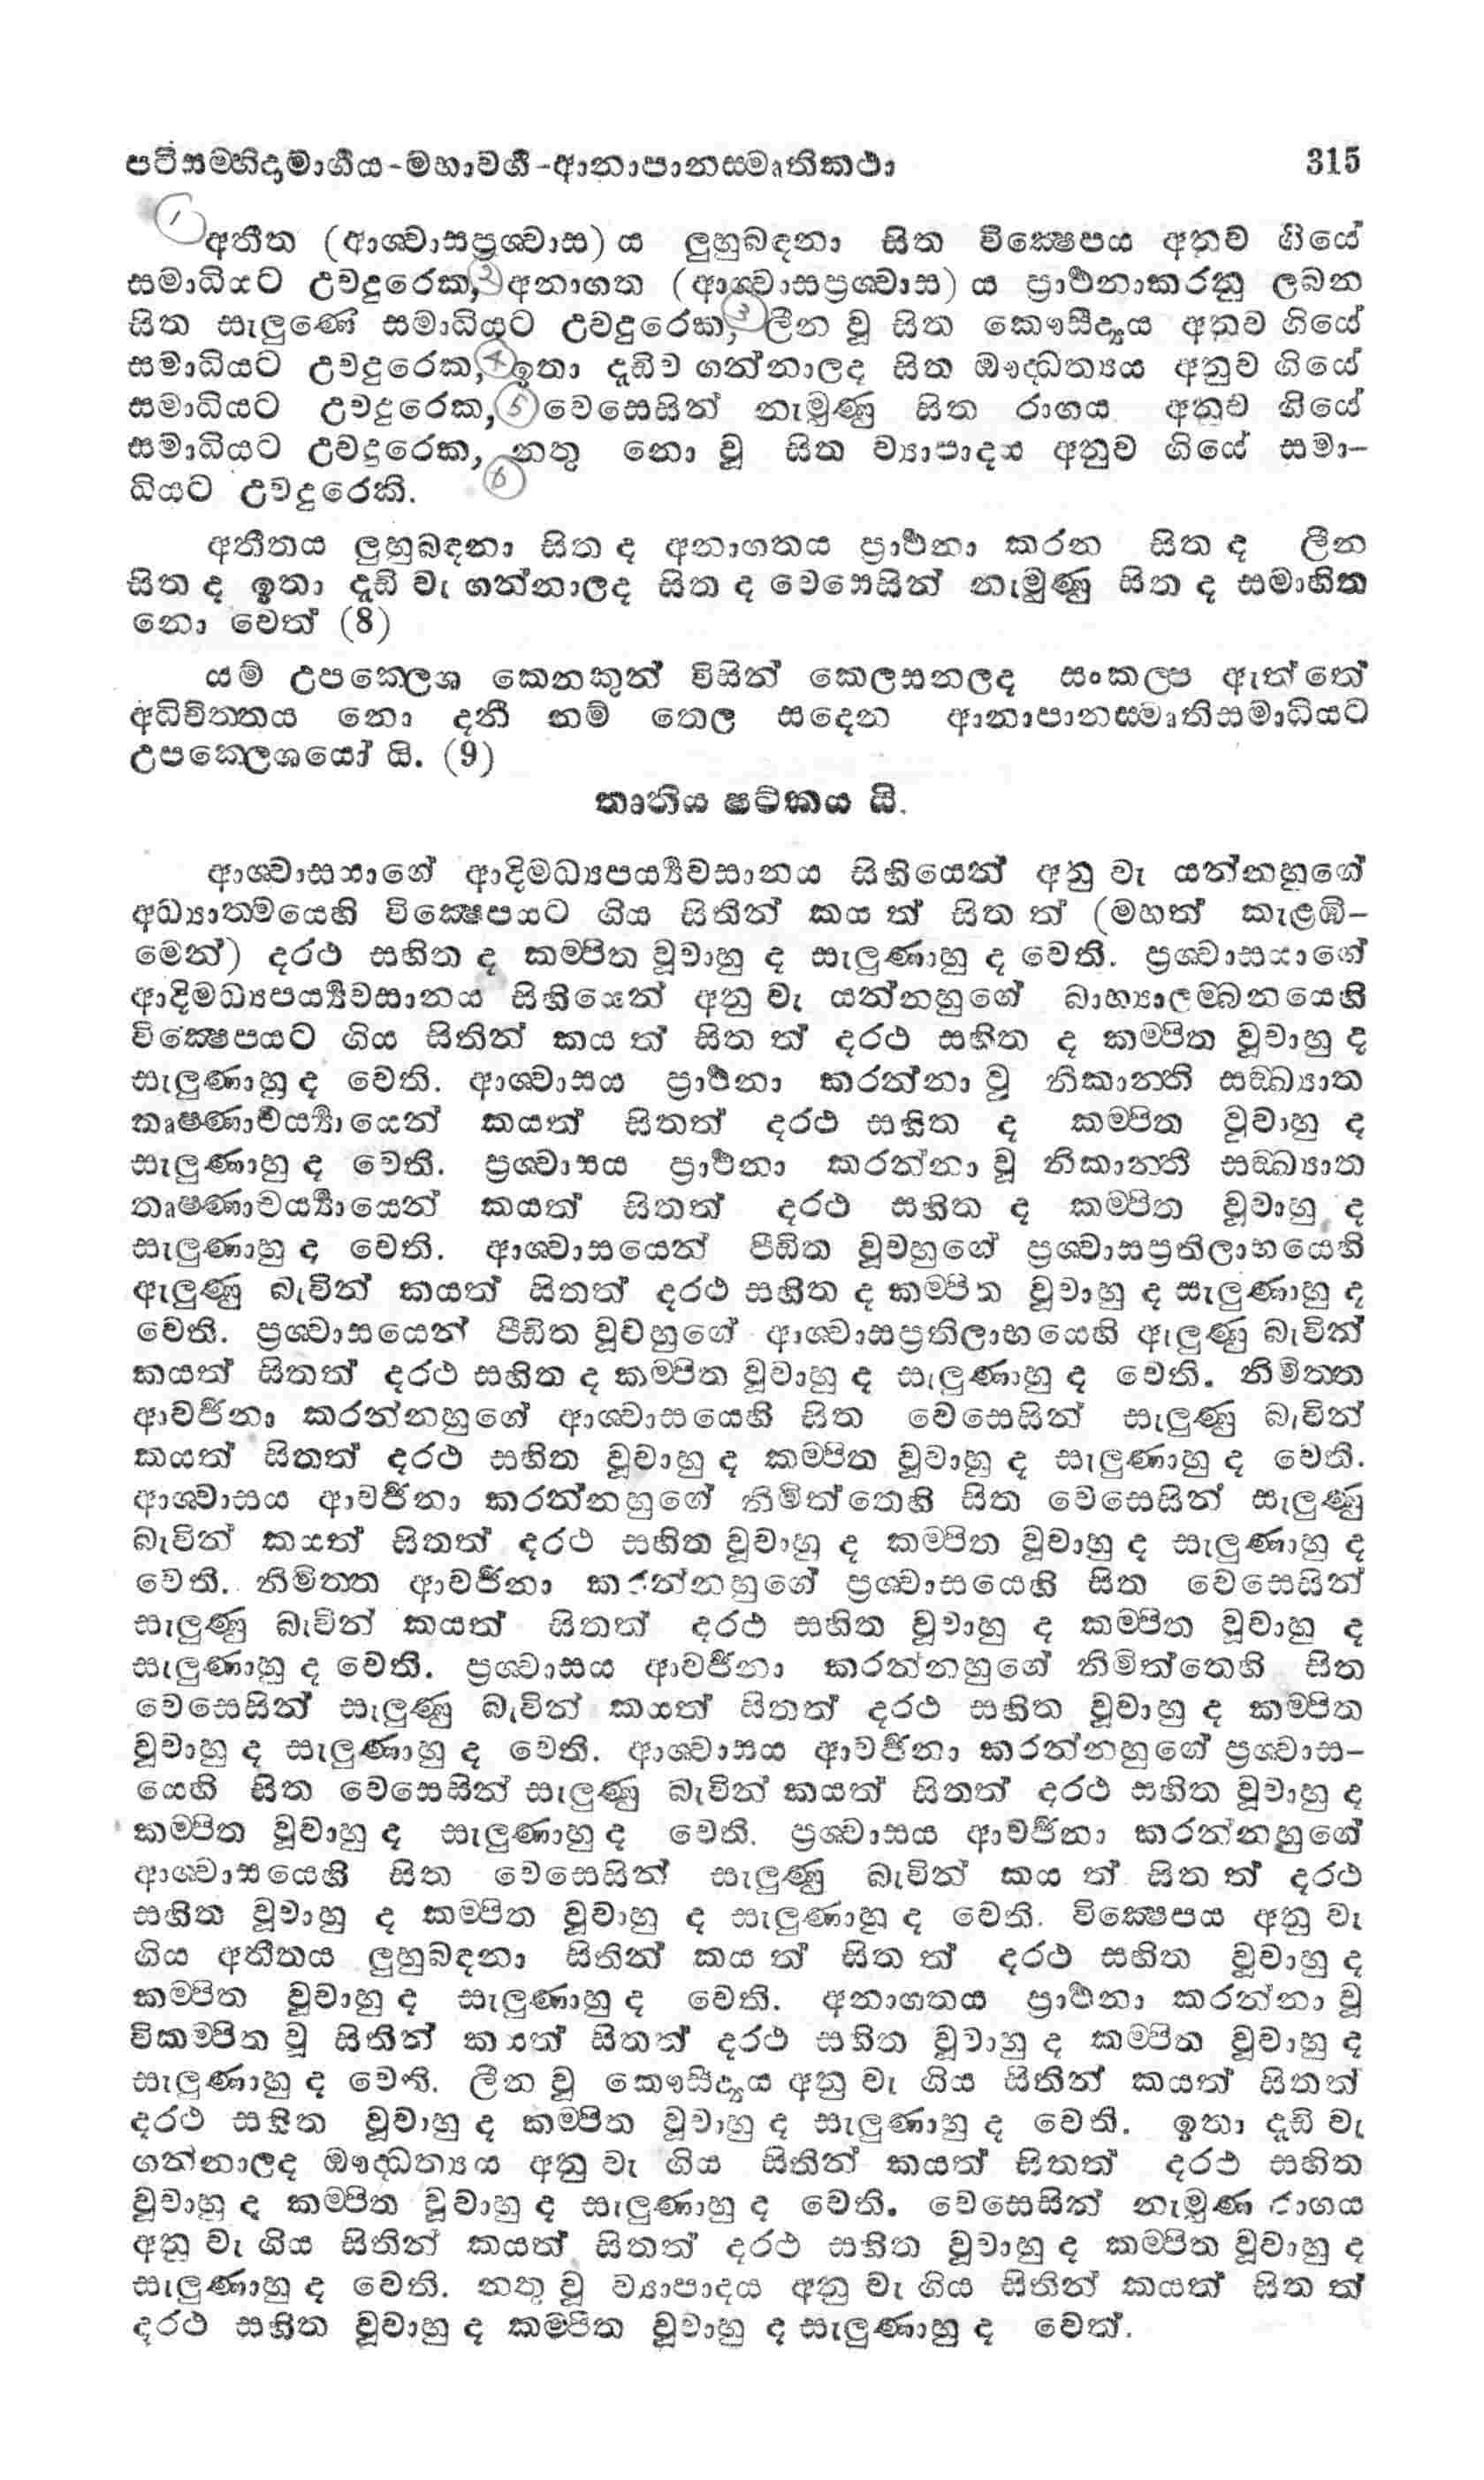 පටිසම්භිදාමාර්ගය-මහාවර්ග-ආනාපානස්මෘතිකථා 315
1 අතීත (ආශ්වාසප්‍රශ්වාස) ය ලුහුබඳනා සිත වික්ෂෙපය අනුව ගියේ
සමාධියට උවදුරෙක, 2 අනාගත (ආශ්වාසප්‍රශ්වාස) ය ප්‍රාර්ථනාකරනු ලබන
සිත සැලුණේ සමාධියට උවදුරෙක, 3 ලීන වූ සිත කෞසීද්‍යය අනුව ගියේ
සමාධියට උවදුරෙක, 4 ඉතා දැඩිව ගන්නාලද සිත ඖද්ධත්‍යය අනුව ගියේ
සමාධියට උවදුරෙක, 5 වෙසෙසින් නැමුණු සිත රාගය අනුව ගියේ
සමාධියට උවදුරෙක, 6 නතු නො වූ සිත ව්‍යාපාදය අනුව ගියේ සමා-
ධියට උවදුරෙකි.
අතීතය ලුහුබඳනා සිත ද අනාගතය ප්‍රාර්ථනා කරන සිත ද ලීන
සිත ද ඉතා දැඩි වැ ගන්නාලද සිත ද වෙසෙසින් නැමුණු සිත ද සමාහිත
නො වෙත් (8)
යම් උපක්ලෙශ කෙනකුන් විසින් කෙලසනලද සංකල්ප ඇත්තේ
අධිචිත්තය නො දනී නම් තෙල සදෙන ආනාපානස්මෘතිසමාධියට
උපක්ලෙශයෝ යි. (9)
තෘතිය ෂට්කය යි.
ආශ්වාසයාගේ ආදිමධ්‍යපර්‍ය්‍යවසානය සිහියෙන් අනු වැ යන්නහුගේ
අධ්‍යාත්මයෙහි වික්ෂෙපයට ගිය සිතින් කය ත් සිත ත් (මහත් කැළඹි-
මෙන්) දරථ සහිත ද කම්පිත වූවාහු ද සැලුණාහු ද වෙති. ප්‍රශ්වාසයාගේ
ආදිමධ්‍යපර්‍ය්‍යවසානය සිහියෙන් අනු වැ යන්නහුගේ බාහ්‍යාලම්බනයෙහි
වික්ෂෙපයට ගිය සිතින් කය ත් සිත ත් දරථ සහිත ද කම්පිත වූවාහු ද
සැලුණාහු ද වෙති. ආශ්වාසය ප්‍රාර්ථනා කරන්නා වූ නිකාන්ති සඞ්ඛ්‍යාත
තෘෂ්ණාචර්‍ය්‍යායෙන් කයත් සිතත් දරථ සහිත ද කම්පිත වූවාහු ද
සැලුණාහු ද වෙති. ප්‍රශ්වාසය ප්‍රාර්ථනා කරන්නා වූ නිකාන්ති සඞ්ඛ්‍යාත
තෘෂ්ණාචර්‍ය්‍යායෙන් කයත් සිතත් දරථ සහිත ද කම්පිත වූවාහු ද
සැලුණාහු ද වෙති. ආශ්වාසයෙන් පීඩිත වූවහුගේ ප්‍රශ්වාසප්‍රතිලාභයෙහි
ඇලුණු බැවින් කයත් සිතත් දරථ සහිත ද කම්පිත වූවාහු ද සැලුණාහු ද
වෙති. ප්‍රශ්වාසයෙන් පීඩිත වූවහුගේ ආශ්වාසප්‍රතිලාභයෙහි ඇලුණු බැවින්
කයත් සිතත් දරථ සහිත ද කම්පිත වූවාහු ද සැලුණාහු ද වෙති. නිමිත්ත
ආවර්ජනා කරන්නහුගේ ආශ්වාසයෙහි සිත වෙසෙසින් සැලුණු බැවින්
කයත් සිතත් දරථ සහිත වූවාහු ද කම්පිත වූවාහු ද සැලුණාහු ද වෙති.
ආශ්වාසය ආවර්ජනා කරන්නහුගේ නිමිත්තෙහි සිත වෙසෙසින් සැලුණු
බැවින් කයත් සිතත් දරථ සහිත වූවාහු ද කම්පිත වූවාහු ද සැලුණාහු ද
වෙති. නිමිත්ත ආවර්ජනා කරන්නහුගේ ප්‍රශ්වාසයෙහි සිත වෙසෙසින්
සැලුණු බැවින් කයත් සිතත් දරථ සහිත වූවාහු ද කම්පිත වූවාහු ද
සැලුණාහු ද වෙති. ප්‍රශ්වාසය ආවර්ජනා කරන්නහුගේ නිමිත්තෙහි සිත
වෙසෙසින් සැලුණු බැවින් කයත් සිතත් දරථ සහිත වූවාහු ද කම්පිත
වූවාහු ද සැලුණාහු ද වෙති. ආශ්වාසය ආවර්ජනා කරන්නහුගේ ප්‍රශ්වාස-
යෙහි සිත වෙසෙසින් සැලුණු බැවින් කයත් සිතත් දරථ සහිත වූවාහු ද
කම්පිත වූවාහු ද සැලුණාහු ද වෙති. ප්‍රශ්වාසය ආවර්ජනා කරන්නහුගේ
ආශ්වාසයෙහි සිත වෙසෙසින් සැලුණු බැවින් කය ත් සිත ත් දරථ
සහිත වූවාහු ද කම්පිත වූවාහු ද සැලුණාහු ද වෙති. වික්ෂෙපය අනු වැ
ගිය අතීතය ලුහුබඳනා සිතින් කය ත් සිත ත් දරථ සහිත වූවාහු ද
කම්පිත වූවාහු ද සැලුණාහු ද වෙති. අනාගතය ප්‍රාර්ථනා කරන්නා වූ
විකම්පිත වූ සිතින් කයත් සිතත් දරථ සහිත වූවාහු ද කම්පිත වූවාහු ද
සැලුණාහු ද වෙති. ලීන වූ කෞසීද්‍යය අනු වැ ගිය සිතින් කයත් සිතත්
දරථ සහිත වූවාහු ද කම්පිත වූවාහු ද සැලුණාහු ද වෙති. ඉතා දැඩි වැ
ගන්නාලද ඖද්ධත්‍යය අනු වැ ගිය සිතින් කයත් සිතත් දරථ සහිත
වූවාහු ද කම්පිත වූවාහු ද සැලුණාහු ද වෙති. වෙසෙසින් නැමුණ රාගය
අනු වැ ගිය සිතින් කයත් සිතත් දරථ සහිත වූවාහු ද කම්පිත වූවාහු ද
සැලුණාහු ද වෙති. නතු වූ ව්‍යාපාදය අනු වැ ගිය සිතින් කයත් සිත ත්
දරථ සහිත වූවාහු ද කම්පිත වූවාහු ද සැලුණාහු ද වෙත්.